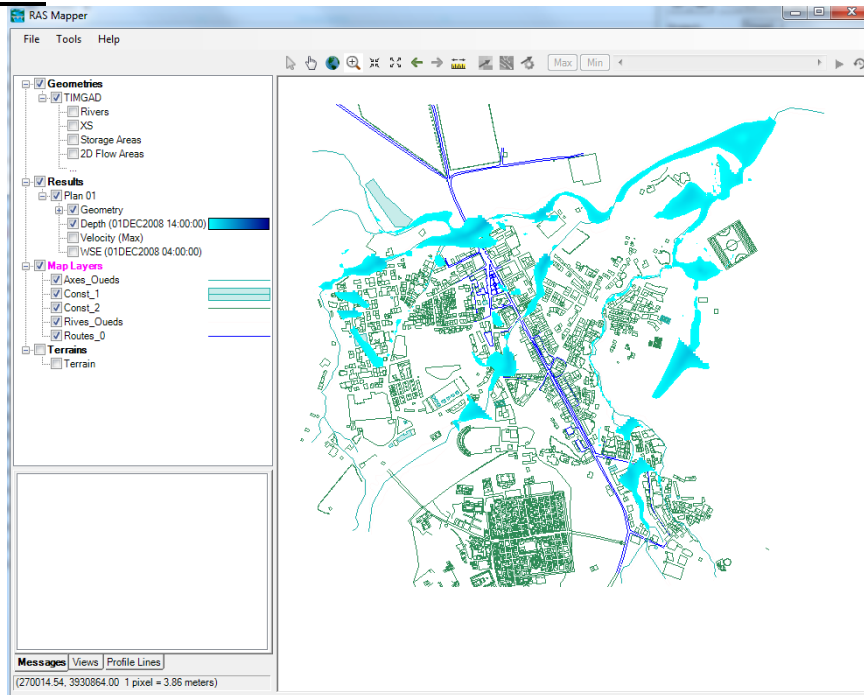 RAS Mapper
File Tools Help
Max Min
Geometries
TIMGAD
Rivers
XS
Storage Areas
2D Flow Areas
...
Results
Plan 01
Geometry
Depth (01DEC2008 14:00:00)
Velocity (Max)
WSE (01DEC2008 04:00:00)
Map Layers
Axes_Oueds
Const_1
Const_2
Rives_Oueds
Routes_0
Terrains
Terrain
Messages Views Profile Lines
(270014.54, 3930864.00 1 pixel = 3.86 meters)